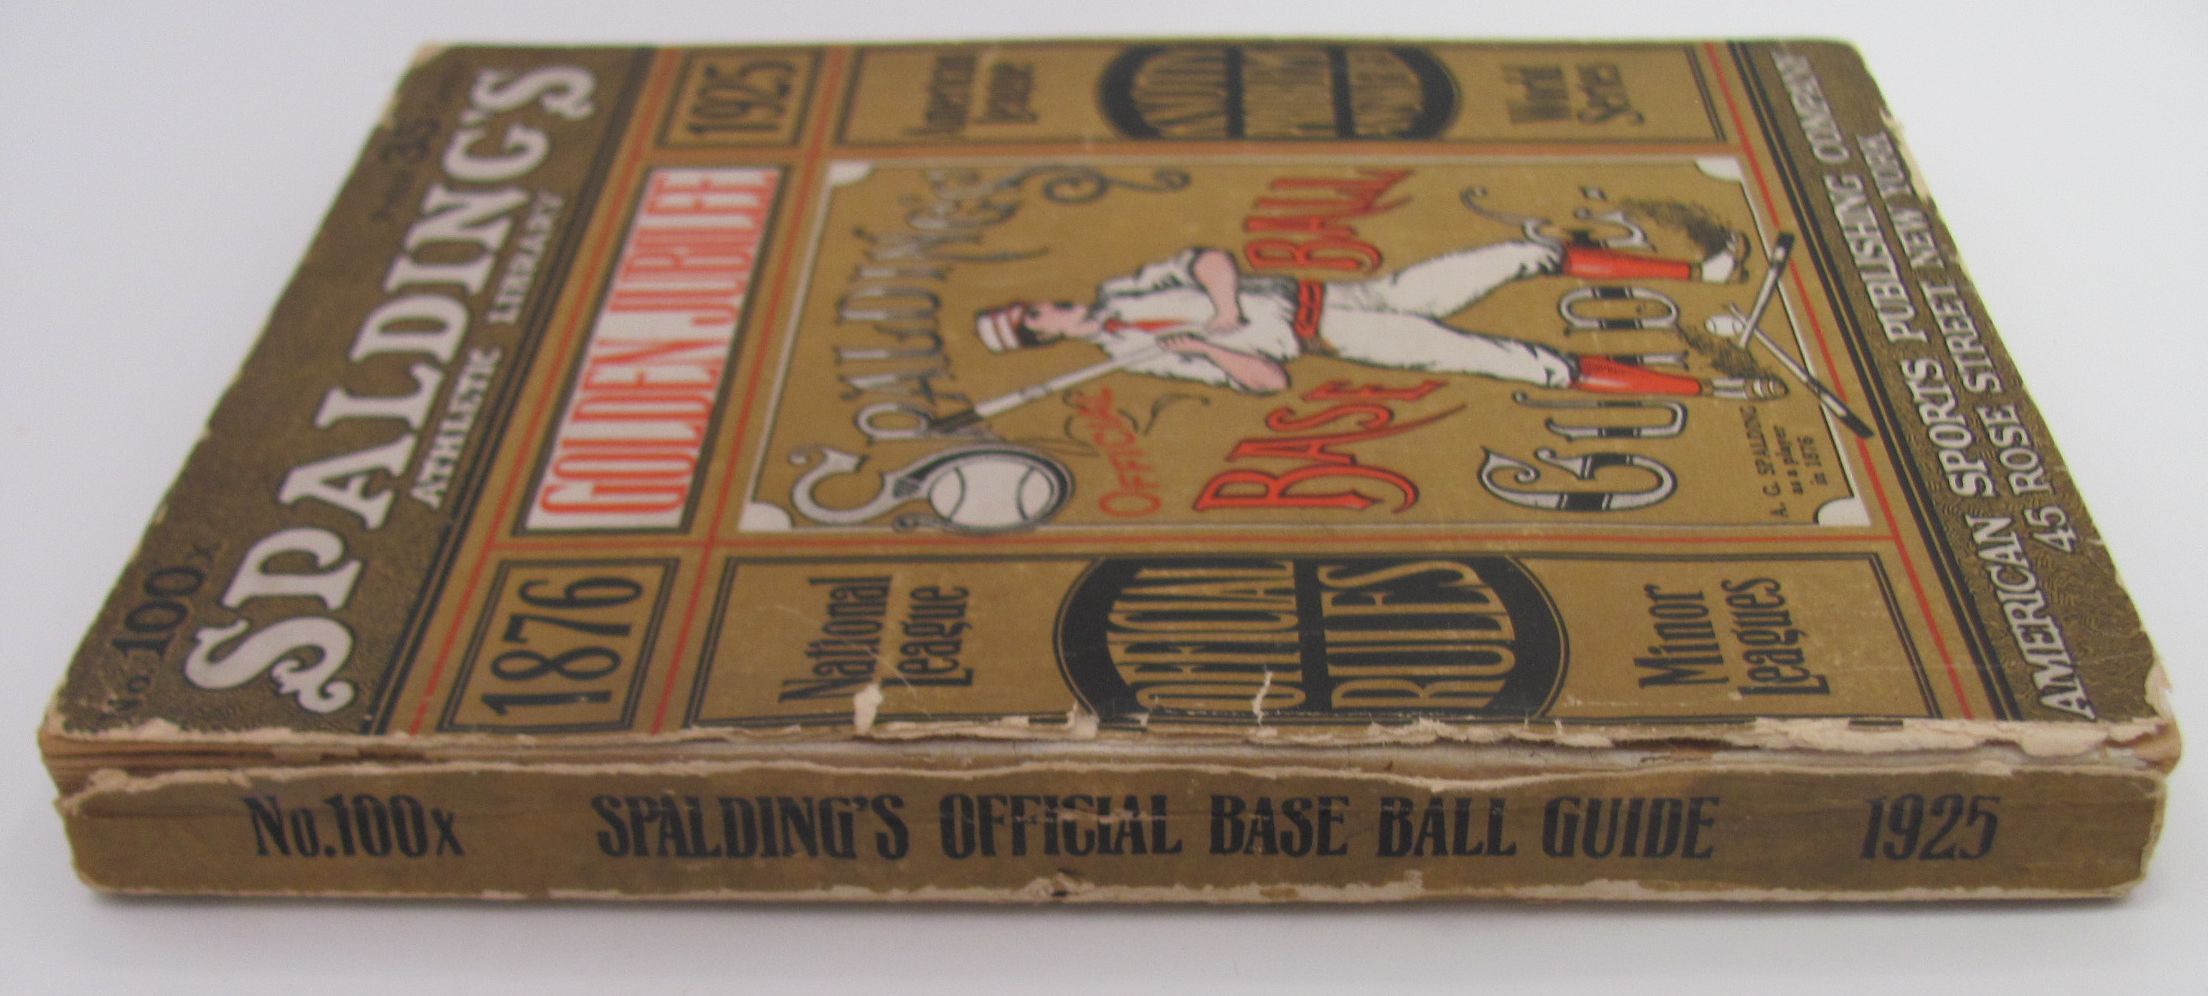 No. 100x
Price 35
SPALDING'S
ATHLETIC LIBRARY
1876
GOLDEN JUBILEE
1925
National
League
American
League
OFFICIAL
RULES
Minor
Leagues
World
Series
SPALDING'S
OFFICIAL
BASE BALL
GUIDE
A. G. SPALDING
as a player
in 1876
AMERICAN SPORTS PUBLISHING COMPANY
45 ROSE STREET NEW YORK
No.100x SPALDING'S OFFICIAL BASE BALL GUIDE 1925